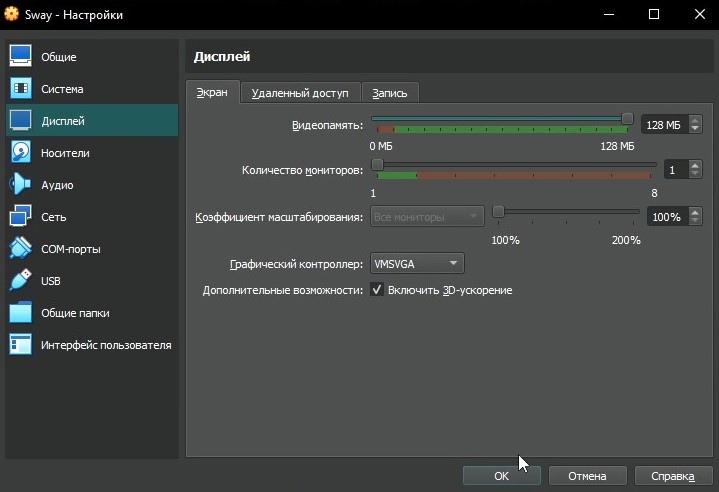 Sway - Настройки
Общие
Система
Дисплей
Носители
Аудио
Сеть
COM-порты
USB
Общие папки
Интерфейс пользователя
Дисплей
Экран Удаленный доступ Запись
Видеопамять: 128 МБ
0 МБ 128 МБ
Количество мониторов: 1
1 8
Коэффициент масштабирования: Все мониторы 100%
100% 200%
Графический контроллер: VMSVGA
Дополнительные возможности: Включить 3D-ускорение
OK Отмена Справка